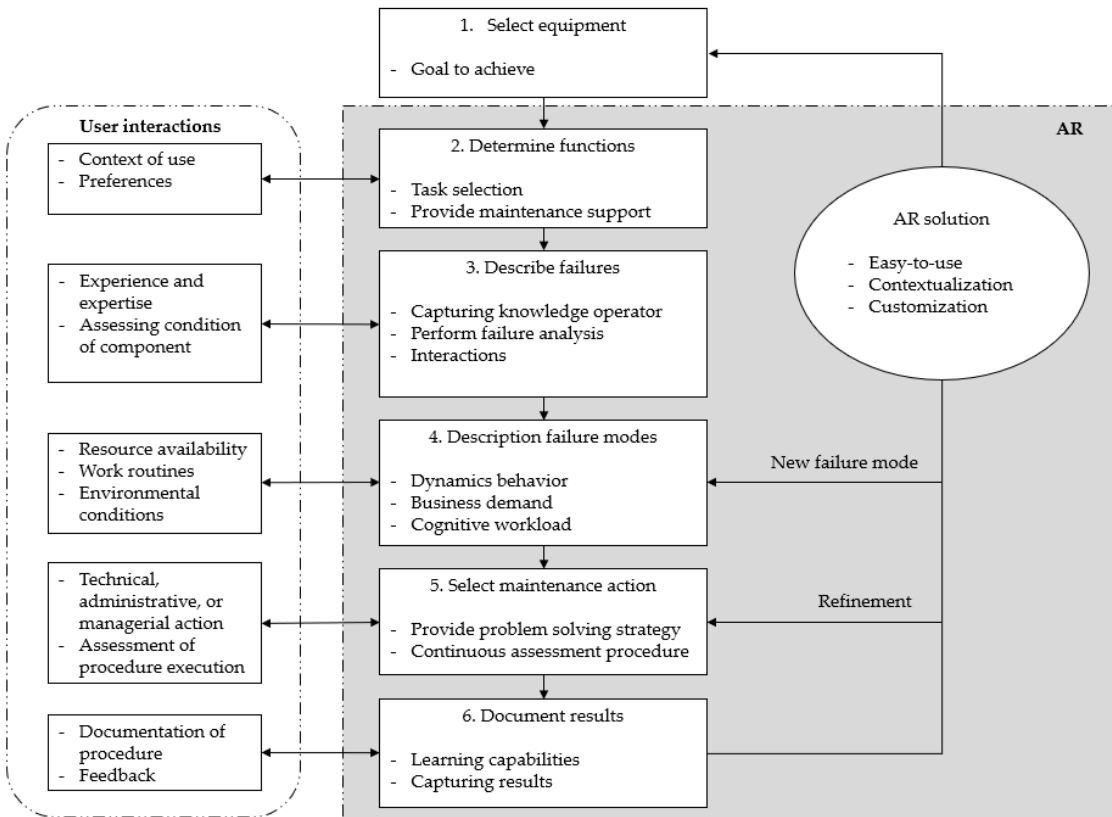 1. Select equipment
- Goal to achieve
User interactions
- Context of use
- Preferences
- Experience and
expertise
- Assessing condition
of component
- Resource availability
- Work routines
- Environmental
conditions
- Technical,
administrative, or
managerial action
- Assessment of
procedure execution
- Documentation of
procedure
- Feedback
AR
2. Determine functions
- Task selection
- Provide maintenance support
3. Describe failures
- Capturing knowledge operator
- Perform failure analysis
- Interactions
4. Description failure modes
- Dynamics behavior
- Business demand
- Cognitive workload
5. Select maintenance action
- Provide problem solving strategy
- Continuous assessment procedure
6. Document results
- Learning capabilities
- Capturing results
AR solution
- Easy-to-use
- Contextualization
- Customization
New failure mode
Refinement